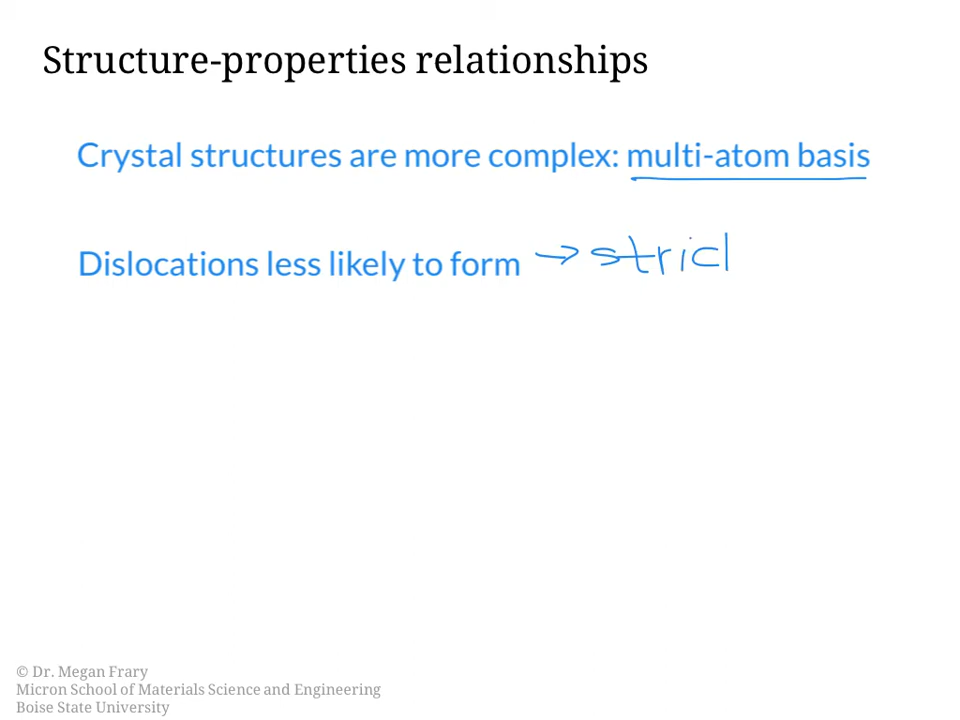 Structure-properties relationships
Crystal structures are more complex: multi-atom basis
Dislocations less likely to form → stricl
© Dr. Megan Frary
Micron School of Materials Science and Engineering
Boise State University